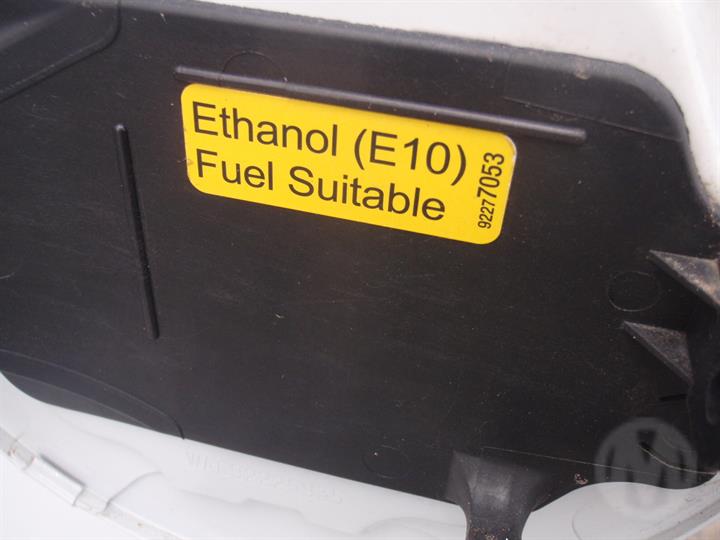 Ethanol (E10)
Fuel Suitable
92277053